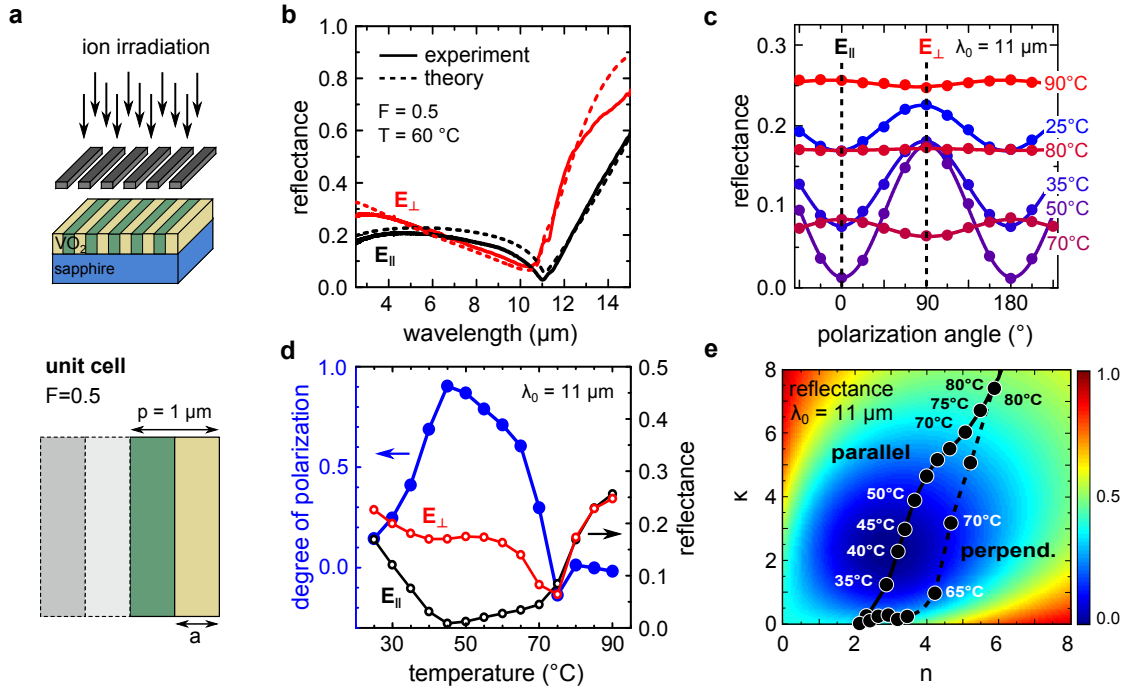 a
ion irradiation
VO2
sapphire
unit cell
F=0.5
p = 1 µm
a
b
1.0
0.8
0.6
0.4
0.2
0.0
reflectance
experiment
theory
F = 0.5
T = 60 °C
E⊥
E||
4 6 8 10 12 14
wavelength (µm)
c
0.3
0.2
0.1
0.0
reflectance
E||
E⊥
λ0 = 11 µm
90°C
25°C
80°C
35°C
50°C
70°C
0 90 180
polarization angle (°)
d
1.0
0.5
0.0
degree of polarization
λ0 = 11 µm
E⊥
E||
0.5
0.4
0.3
0.2
0.1
0.0
reflectance
30 40 50 60 70 80 90
temperature (°C)
e
8
6
4
2
0
κ
reflectance
λ0 = 11 µm
80°C
80°C
75°C
70°C
parallel
50°C
45°C
70°C
40°C
perpend.
35°C
65°C
0 2 4 6 8
n
1.0
0.5
0.0